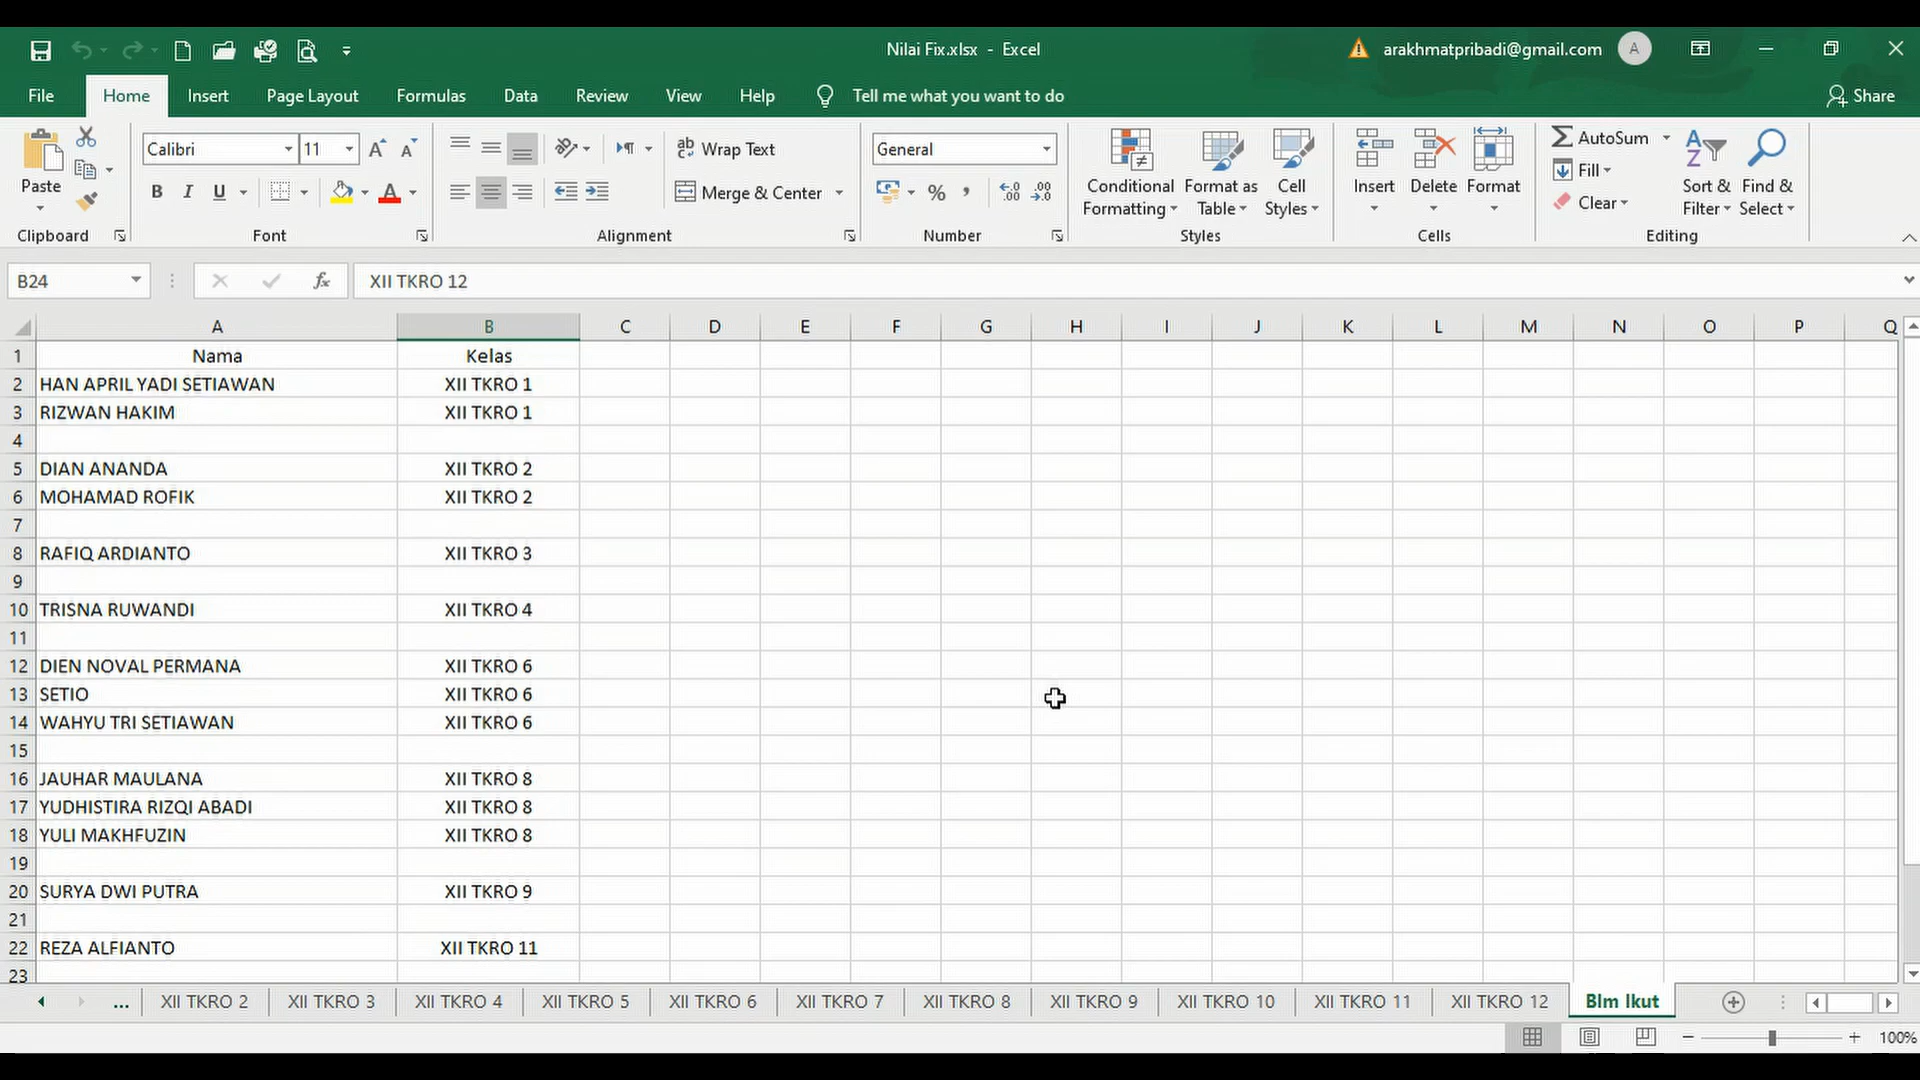 Nilai Fix.xlsx - Excel
arakhmatpribadi@gmail.com A
File Home Insert Page Layout Formulas Data Review View Help Tell me what you want to do Share
Paste
Clipboard
Calibri 11
B I U
Font
Wrap Text
Merge & Center
Alignment
General
% ,
Number
Conditional Formatting
Format as Table
Cell Styles
Styles
Insert
Delete
Format
Cells
AutoSum
Fill
Clear
Sort & Filter
Find & Select
Editing
B24 fx XII TKRO 12
A B C D E F G H I J K L M N O P Q
1 Nama Kelas
2 HAN APRIL YADI SETIAWAN XII TKRO 1
3 RIZWAN HAKIM XII TKRO 1
4
5 DIAN ANANDA XII TKRO 2
6 MOHAMAD ROFIK XII TKRO 2
7
8 RAFIQ ARDIANTO XII TKRO 3
9
10 TRISNA RUWANDI XII TKRO 4
11
12 DIEN NOVAL PERMANA XII TKRO 6
13 SETIO XII TKRO 6
14 WAHYU TRI SETIAWAN XII TKRO 6
15
16 JAUHAR MAULANA XII TKRO 8
17 YUDHISTIRA RIZQI ABADI XII TKRO 8
18 YULI MAKHFUZIN XII TKRO 8
19
20 SURYA DWI PUTRA XII TKRO 9
21
22 REZA ALFIANTO XII TKRO 11
23
... XII TKRO 2 XII TKRO 3 XII TKRO 4 XII TKRO 5 XII TKRO 6 XII TKRO 7 XII TKRO 8 XII TKRO 9 XII TKRO 10 XII TKRO 11 XII TKRO 12 Blm Ikut
100%